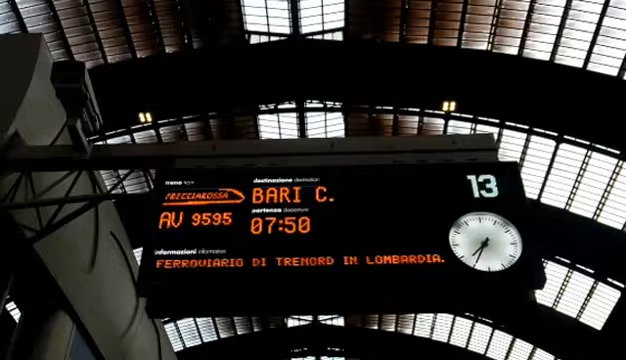 treno train
FRECCIAROSSA
AV 9595
destinazione destination
BARI C.
partenza departure
07:50
13
informazioni information
FERROVIARIO DI TRENORD IN LOMBARDIA.